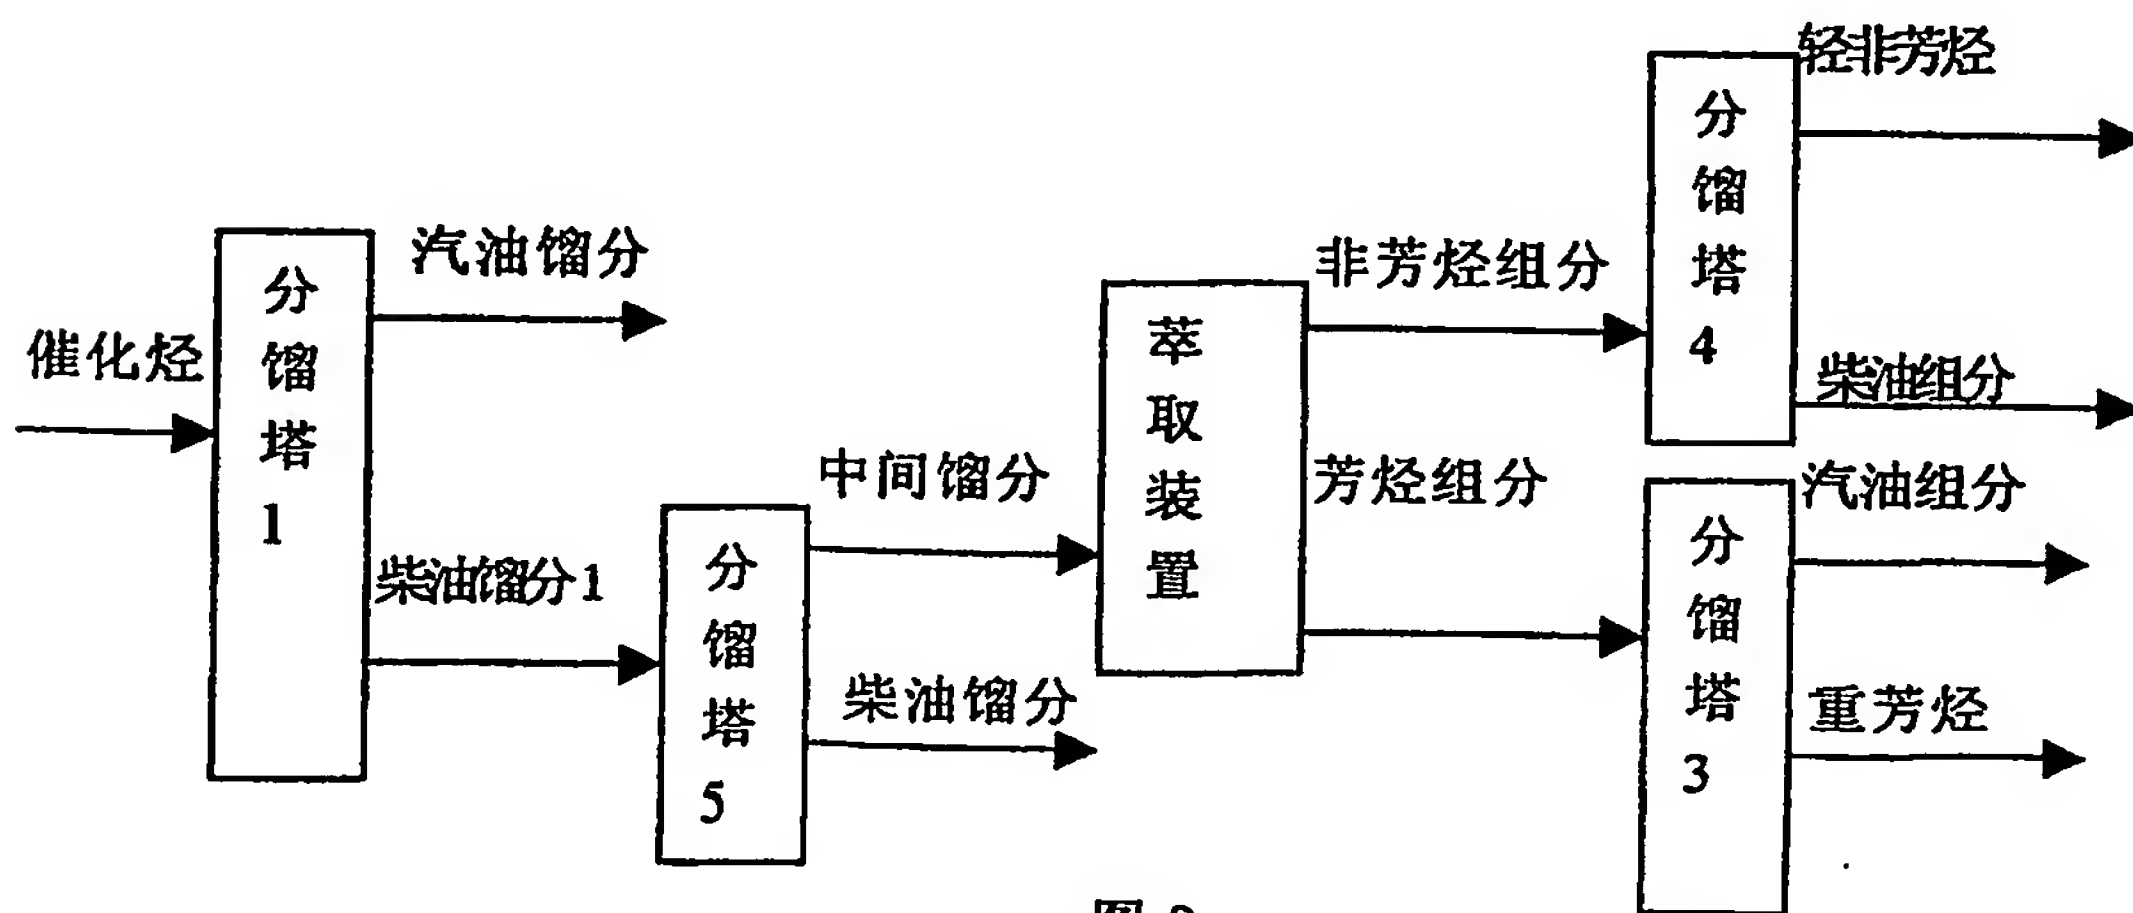 催化烃
分馏塔1
汽油馏分
柴油馏分1
分馏塔5
中间馏分
柴油馏分
萃取装置
非芳烃组分
芳烃组分
分馏塔4
轻非芳烃
柴油组分
分馏塔3
汽油组分
重芳烃